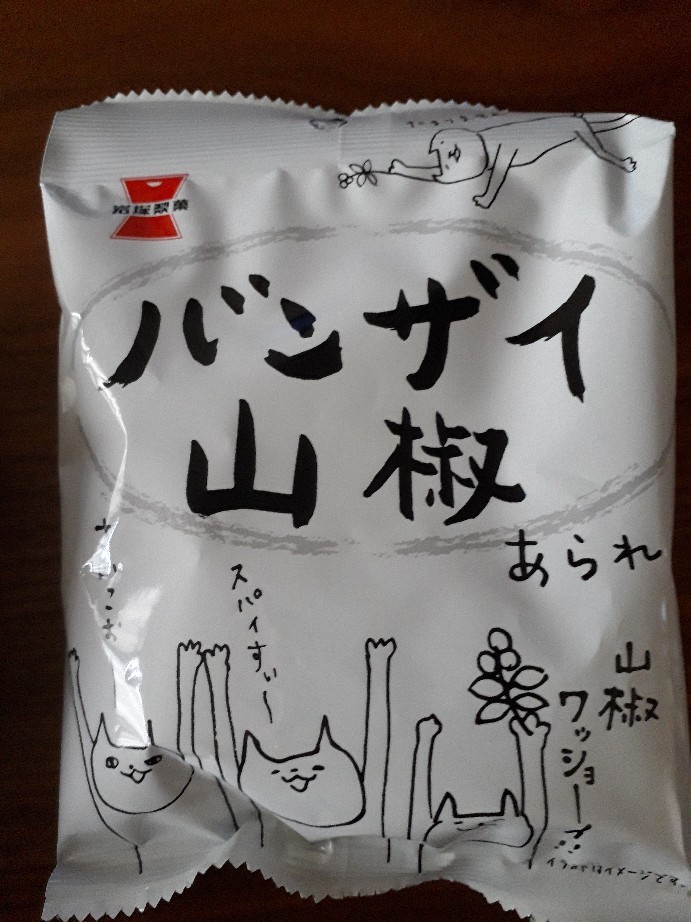 岩塚製菓
バンザイ
山椒
あられ
スパイすぃ〜
山椒
ワッショーイ